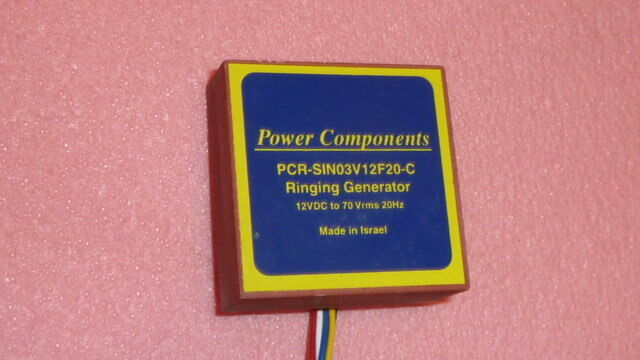 Power Components
PCR-SIN03V12F20-C
Ringing Generator
12VDC to 70 Vrms 20Hz
Made in Israel